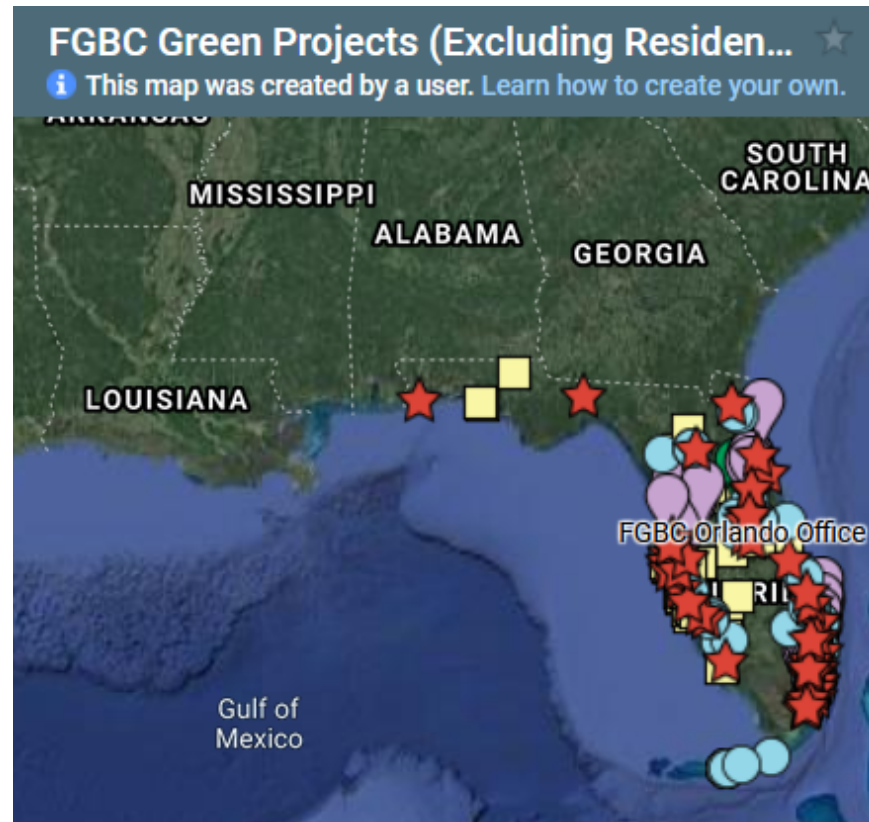 FGBC Green Projects (Excluding Residen...
This map was created by a user. Learn how to create your own.
ARKANSAS
SOUTH
CAROLINA
MISSISSIPPI
ALABAMA
GEORGIA
LOUISIANA
FGBC Orlando Office
Gulf of
Mexico